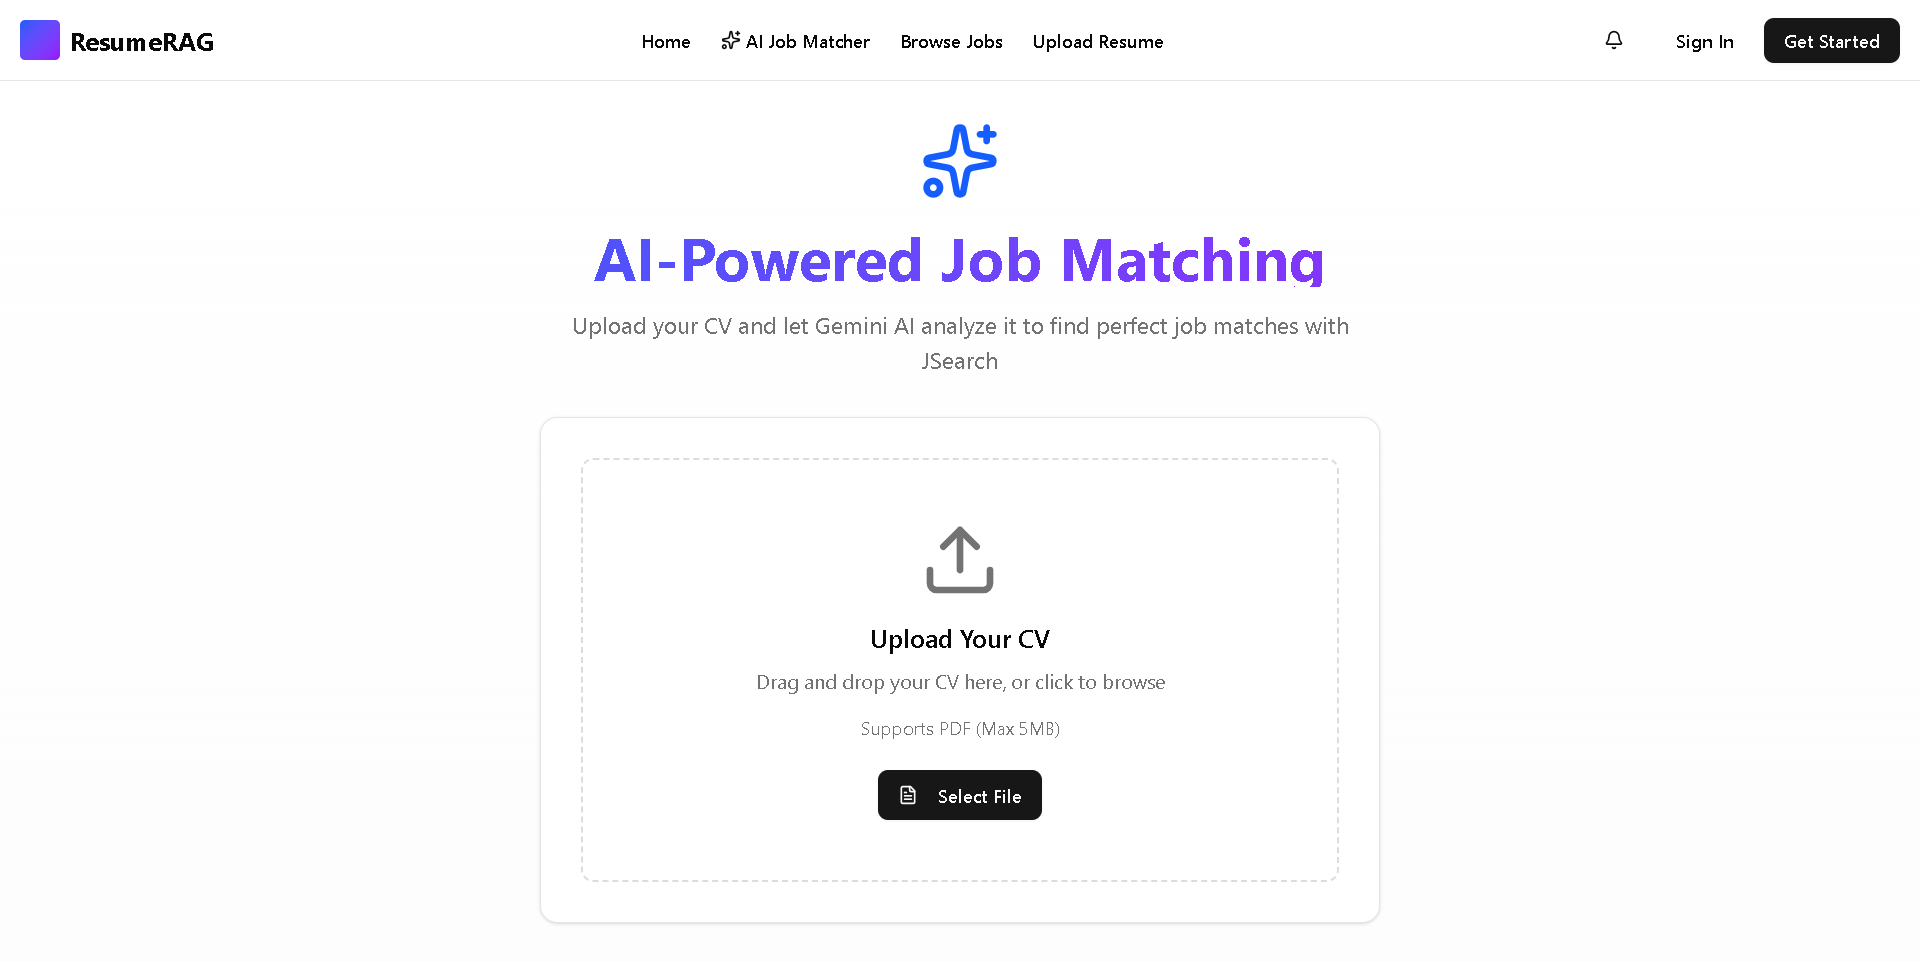 ResumeRAG
Home
AI Job Matcher
Browse Jobs
Upload Resume
Sign In
Get Started
AI-Powered Job Matching
Upload your CV and let Gemini AI analyze it to find perfect job matches with
JSearch
Upload Your CV
Drag and drop your CV here, or click to browse
Supports PDF (Max 5MB)
Select File